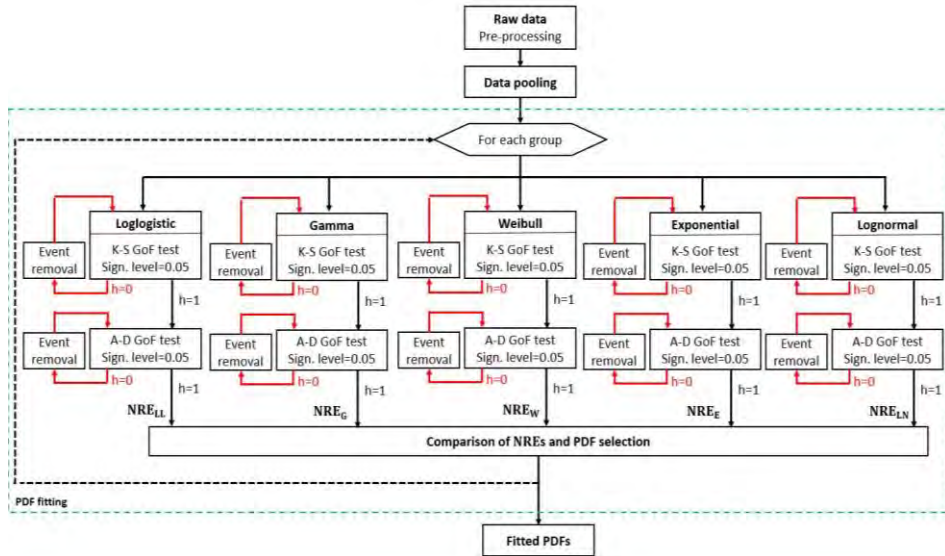 Raw data
Pre-processing
Data pooling
For each group
Loglogistic
K-S GoF test
Sign. level=0.05
Event
removal
h=0
h=1
A-D GoF test
Sign. level=0.05
Event
removal
h=0
h=1
NRE_LL
Gamma
K-S GoF test
Sign. level=0.05
Event
removal
h=0
h=1
A-D GoF test
Sign. level=0.05
Event
removal
h=0
h=1
NRE_G
Weibull
K-S GoF test
Sign. level=0.05
Event
removal
h=0
h=1
A-D GoF test
Sign. level=0.05
Event
removal
h=0
h=1
NRE_W
Exponential
K-S GoF test
Sign. level=0.05
Event
removal
h=0
h=1
A-D GoF test
Sign. level=0.05
Event
removal
h=0
h=1
NRE_E
Lognormal
K-S GoF test
Sign. level=0.05
Event
removal
h=0
h=1
A-D GoF test
Sign. level=0.05
Event
removal
h=0
h=1
NRE_LN
Comparison of NREs and PDF selection
PDF fitting
Fitted PDFs